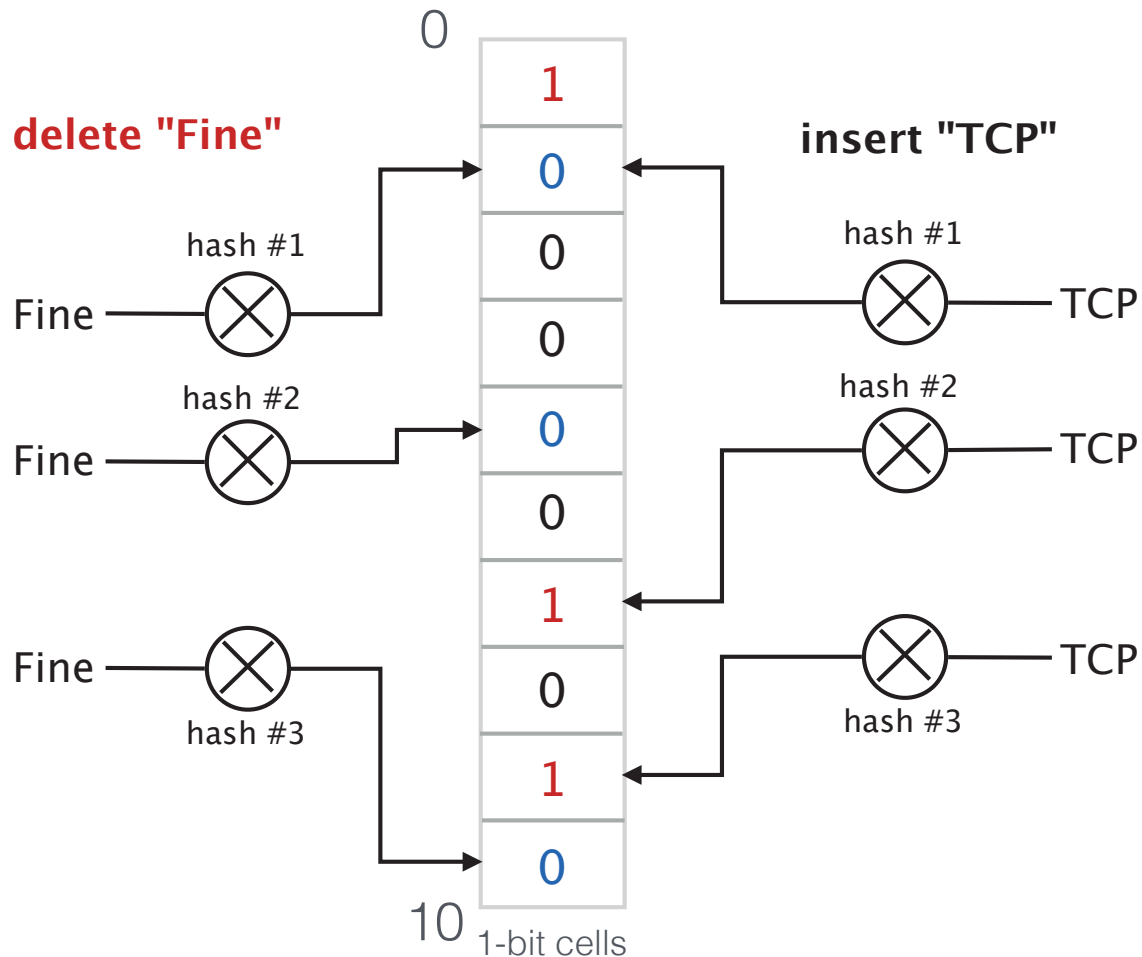 0
1
delete "Fine"
insert "TCP"
0
hash #1
hash #1
0
Fine
TCP
0
hash #2
hash #2
0
Fine
TCP
0
1
Fine
TCP
0
hash #3
hash #3
1
0
10
1-bit cells